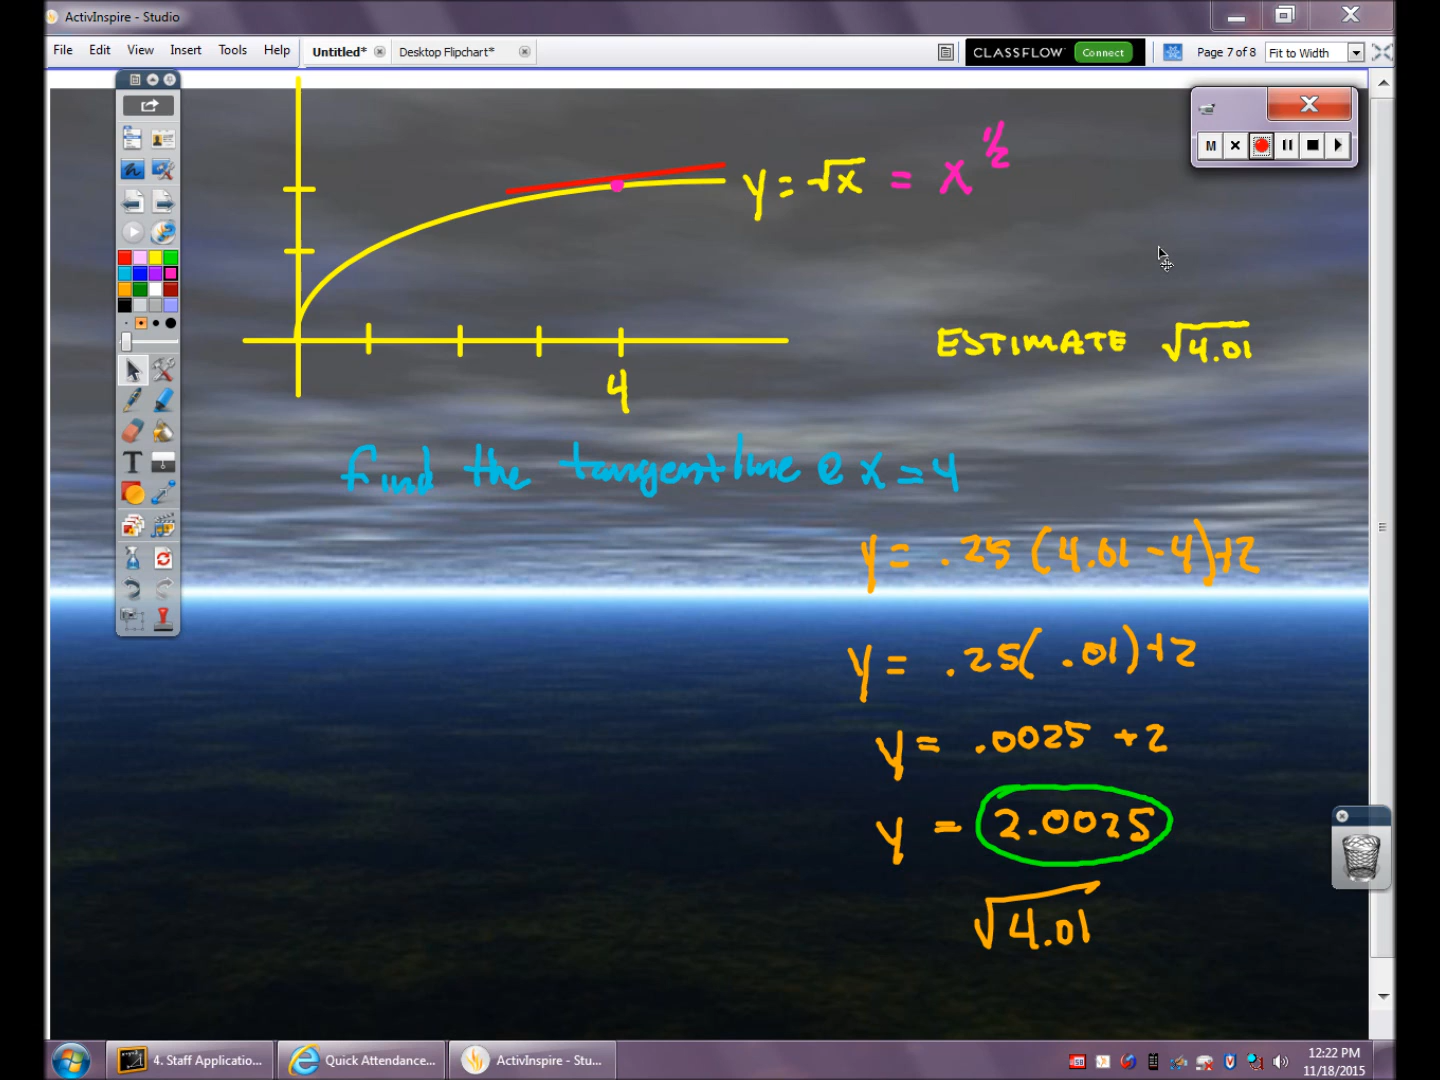 ActivInspire - Studio
File Edit View Insert Tools Help Untitled* Desktop Flipchart* CLASSFLOW Connect Page 7 of 8 Fit to Width
M
y = √x = x^1/2
ESTIMATE √4.01
4
find the tangent line @ x = 4
y = .25 (4.01 - 4) + 2
y = .25( .01) + 2
y = .0025 + 2
y = 2.0025
√4.01
4. Staff Applicatio... Quick Attendance... ActivInspire - Stu... 12:22 PM
11/18/2015